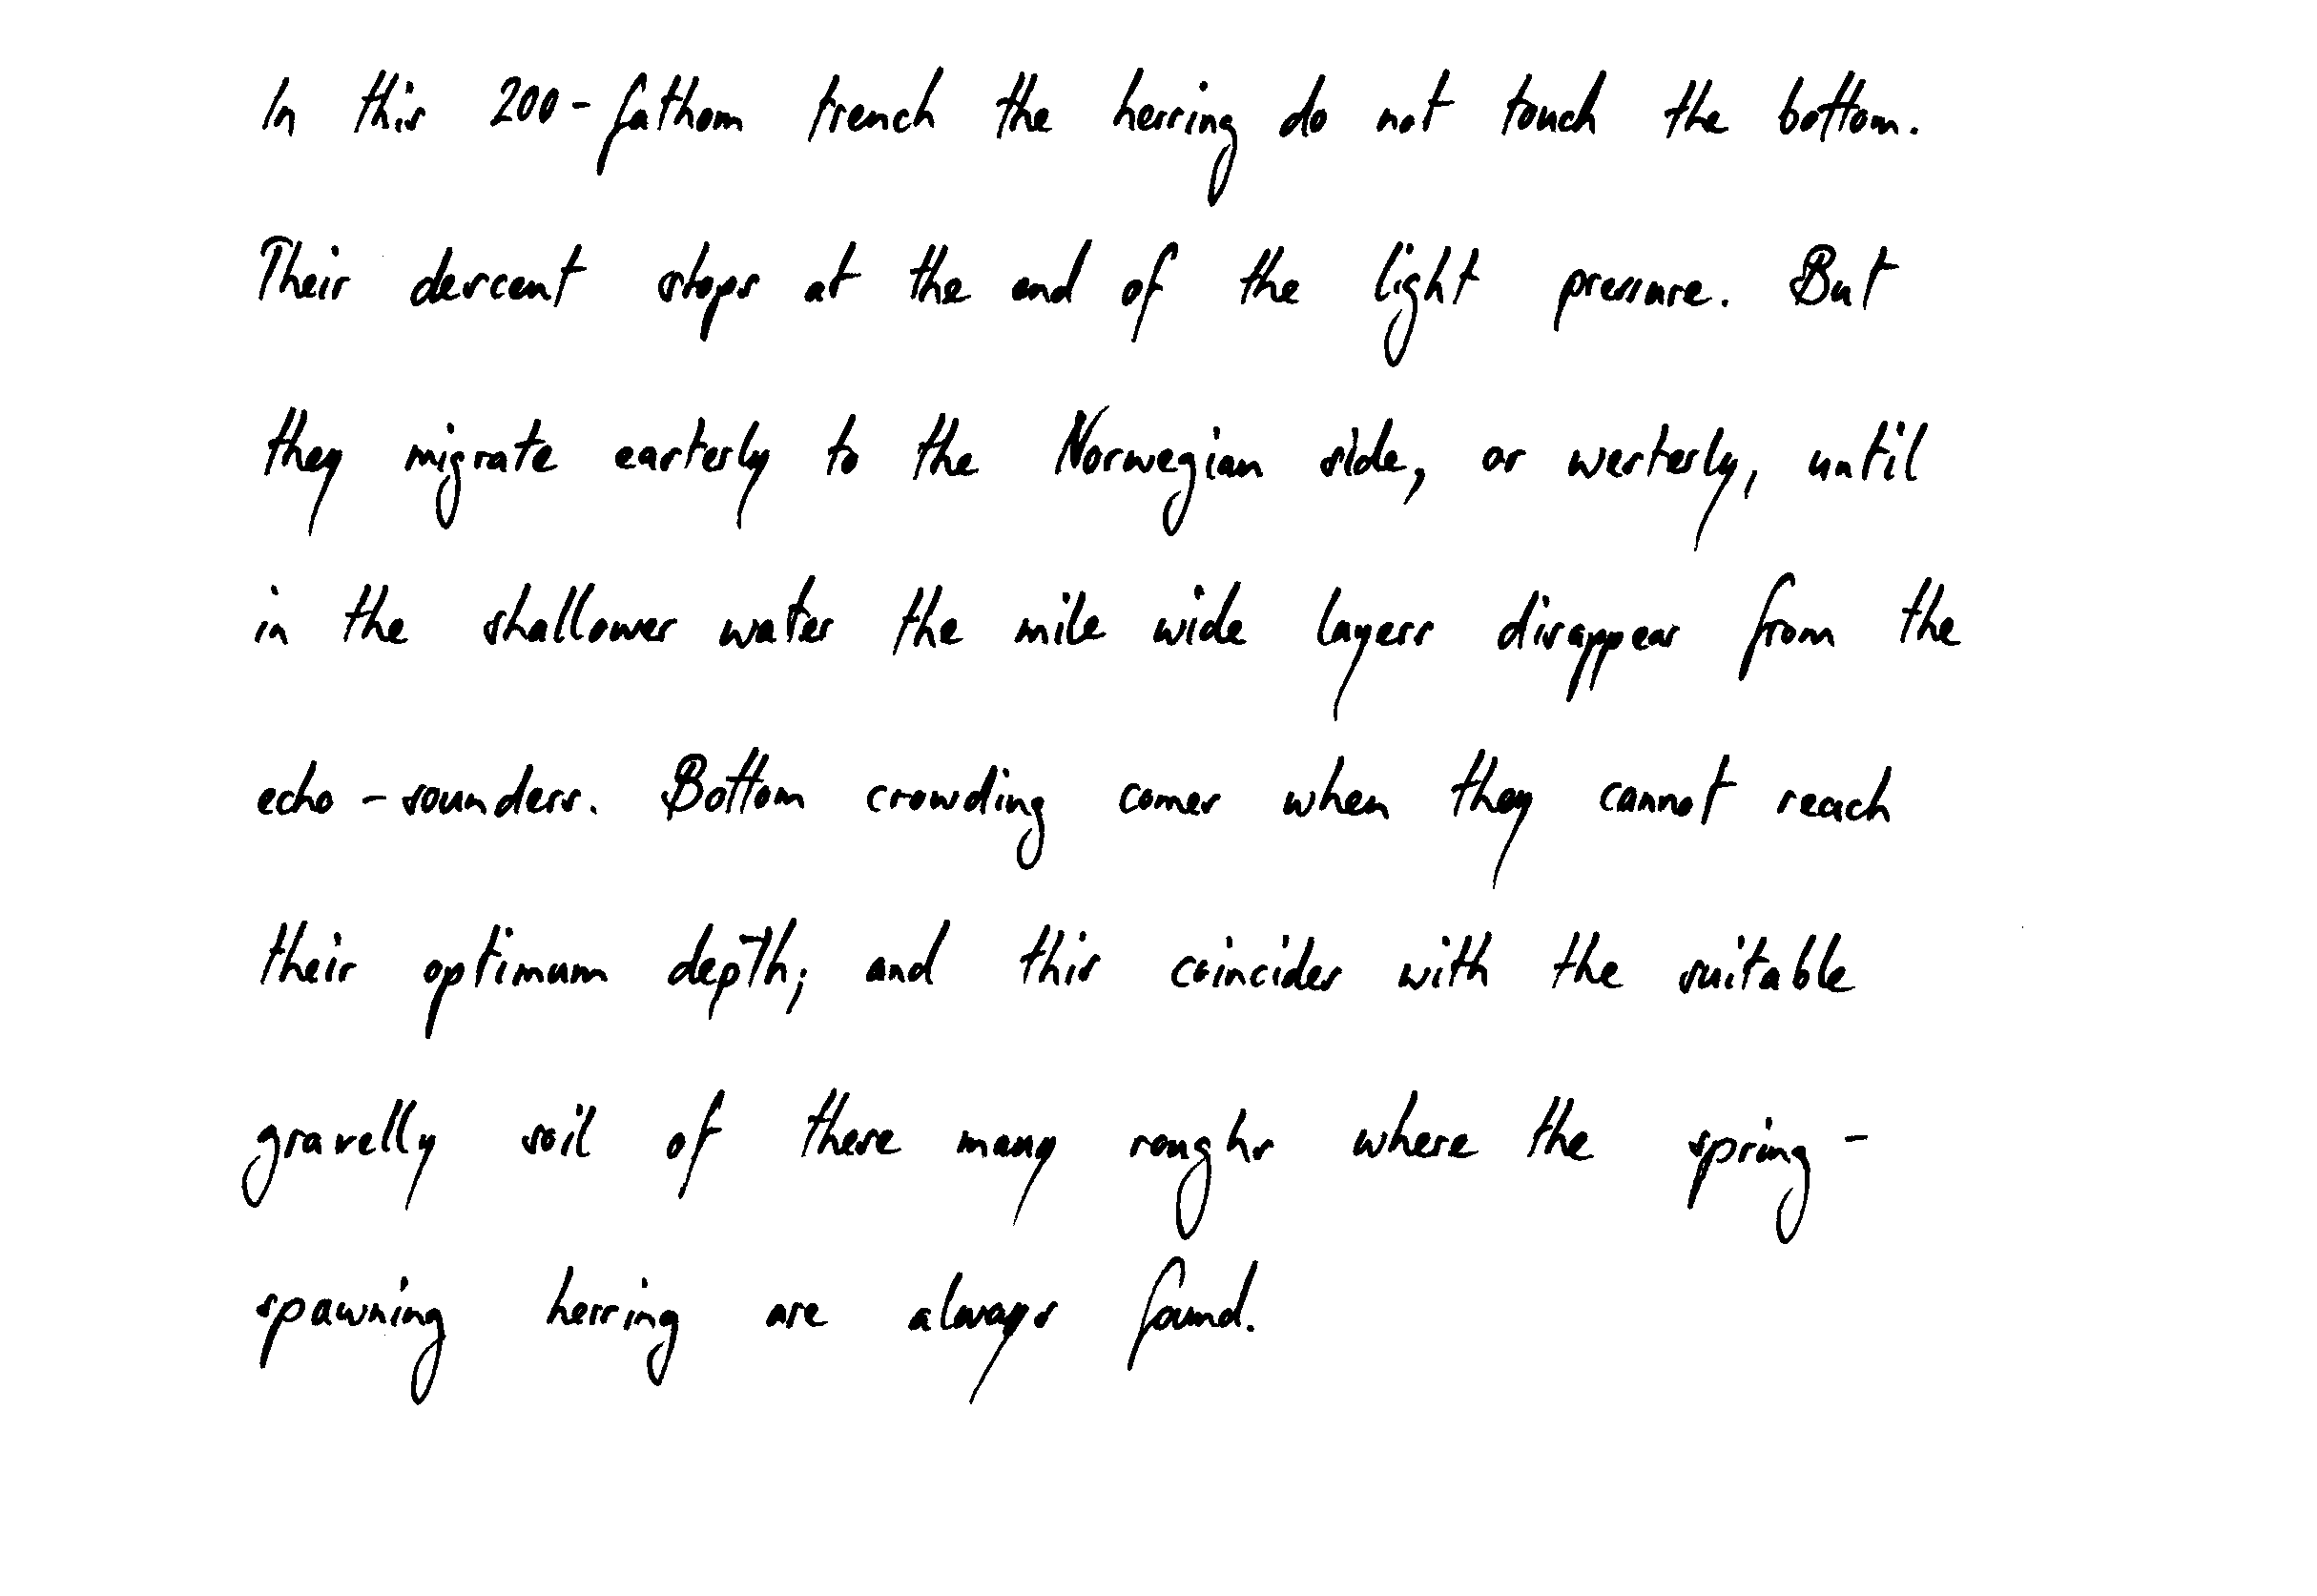 In this 200-fathom trench the herring do not touch the bottom.
Their descent stops at the end of the light pressure. But
they migrate easterly to the Norwegian side, or westerly, until
in the shallower water the mile wide layers disappear from the
echo-sounders. Bottom crowding comes when they cannot reach
their optimum depth; and this coincides with the suitable
gravelly soil of these many roughs where the spring-
spawning herring are always found.